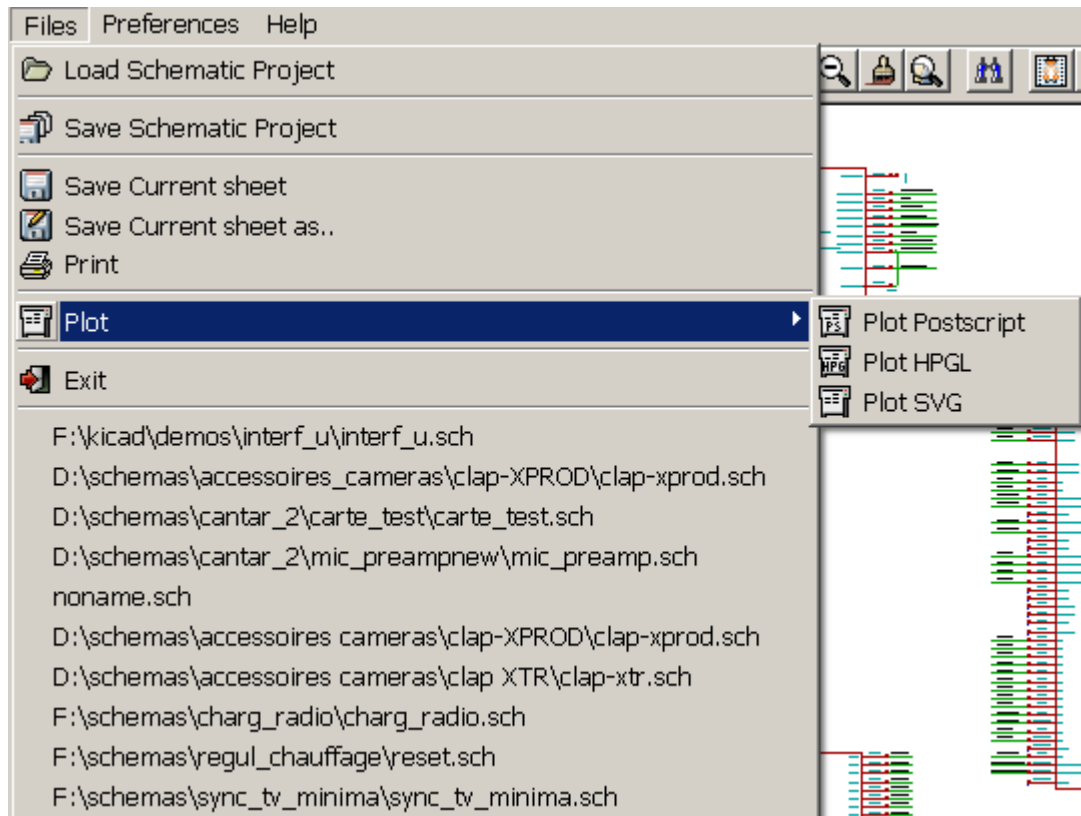 Files Preferences Help
Load Schematic Project
Save Schematic Project
Save Current sheet
Save Current sheet as..
Print
Plot
PS Plot Postscript
HPG Plot HPGL
Plot SVG
Exit
F:\kicad\demos\interf_u\interf_u.sch
D:\schemas\accessoires_cameras\clap-XPROD\clap-xprod.sch
D:\schemas\cantar_2\carte_test\carte_test.sch
D:\schemas\cantar_2\mic_preampnew\mic_preamp.sch
noname.sch
D:\schemas\accessoires cameras\clap-XPROD\clap-xprod.sch
D:\schemas\accessoires cameras\clap XTR\clap-xtr.sch
F:\schemas\charg_radio\charg_radio.sch
F:\schemas\regul_chauffage\reset.sch
F:\schemas\sync_tv_minima\sync_tv_minima.sch